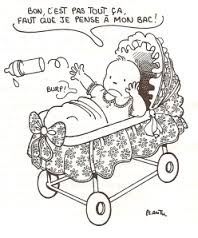 BON, C'EST PAS TOUT ÇA,
FAUT QUE JE PENSE À MON BAC!
BURP!
PLANTU